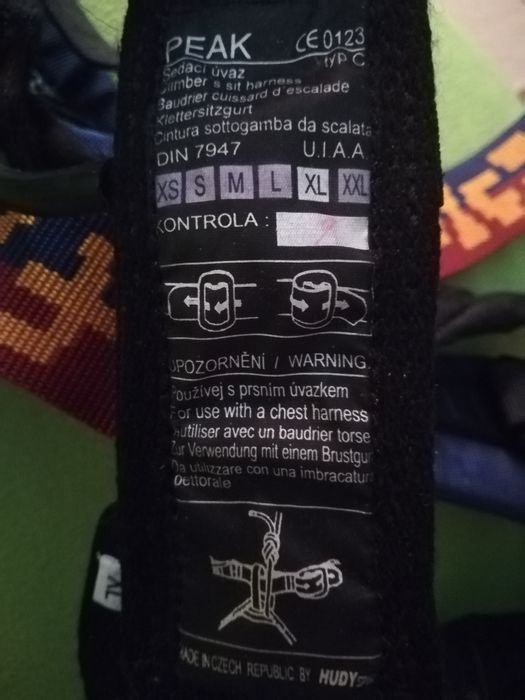 PEAK CE 0123
typ C
Sedací úvaz
Climber s sit harness
Baudrier cuissard d'escalade
Klettersitzgurt
Cintura sottogamba da scalata
DIN 7947 U.I.A.A.
XS S M L XL XXL
KONTROLA :
UPOZORNĚNÍ / WARNING
Používej s prsním úvazkem
For use with a chest harness
A utiliser avec un baudrier torse
Zur Verwendung mit einem Brustgur
Da utilizzare con una imbracatura
Pettorale
MADE IN CZECH REPUBLIC BY HUDY